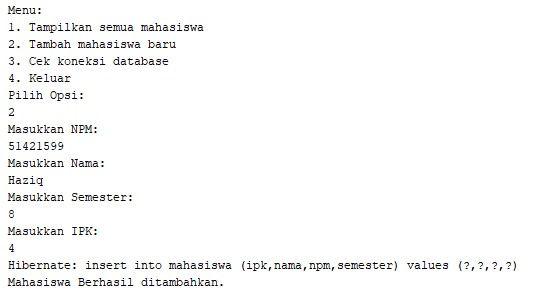 Menu:
1. Tampilkan semua mahasiswa
2. Tambah mahasiswa baru
3. Cek koneksi database
4. Keluar
Pilih Opsi:
2
Masukkan NPM:
51421599
Masukkan Nama:
Haziq
Masukkan Semester:
8
Masukkan IPK:
4
Hibernate: insert into mahasiswa (ipk,nama,npm,semester) values (?,?,?,?)
Mahasiswa Berhasil ditambahkan.